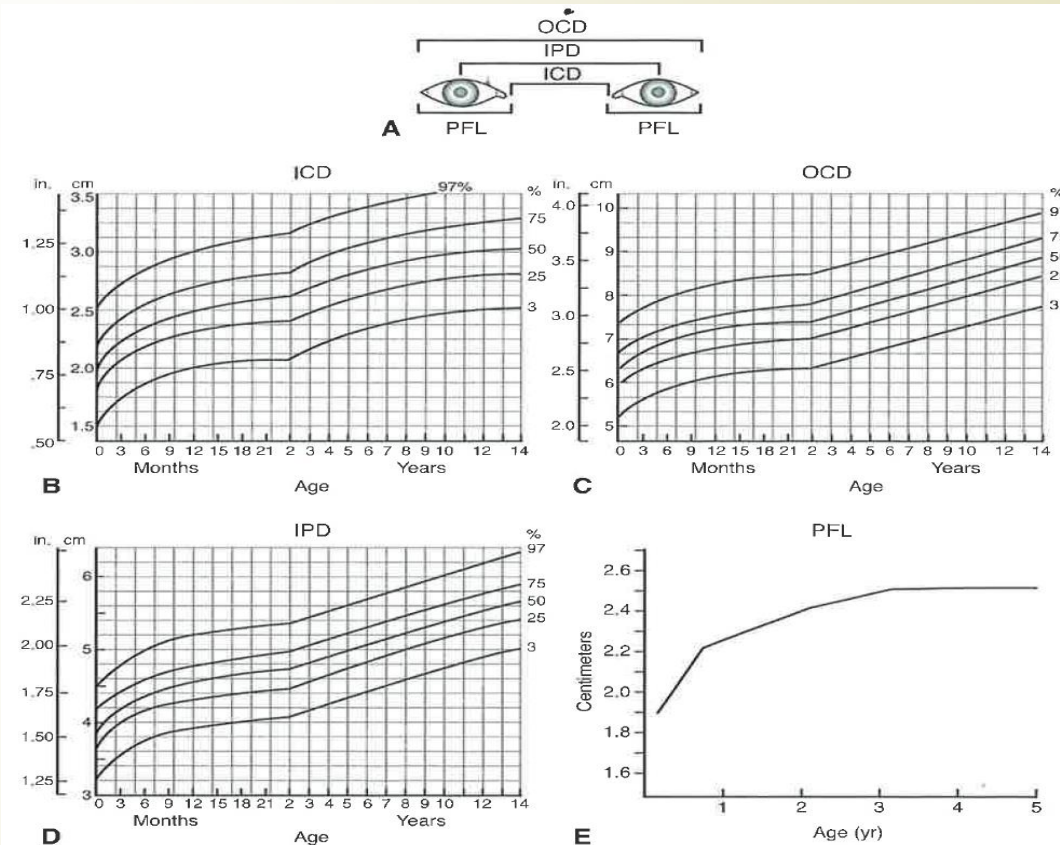 OCD
IPD
ICD
PFL PFL
A
ICD
in. cm %
3.5
3.0
2.5
2.0
1.5
1.25
1.00
.75
.50
97%
75
50
25
3
0 3 6 9 12 15 18 21 2 3 4 5 6 7 8 9 10 12 14
Months Years
Age
B
OCD
in. cm %
4.0
3.5
3.0
2.5
2.0
10
9
8
7
6
5
9
7
5
2
3
0 3 6 9 12 15 18 21 2 3 4 5 6 7 8 9 10 12 14
Months Years
Age
C
IPD
in. cm %
2,25
2.00
1.75
1.50
1,25
6
5
4
3
97
75
50
25
3
0 3 6 9 12 15 18 21 2 3 4 5 6 7 8 9 10 12 14
Months Years
Age
D
PFL
Centimeters
2.6
2.4
2.2
2.0
1.8
1.6
1 2 3 4 5
Age (yr)
E